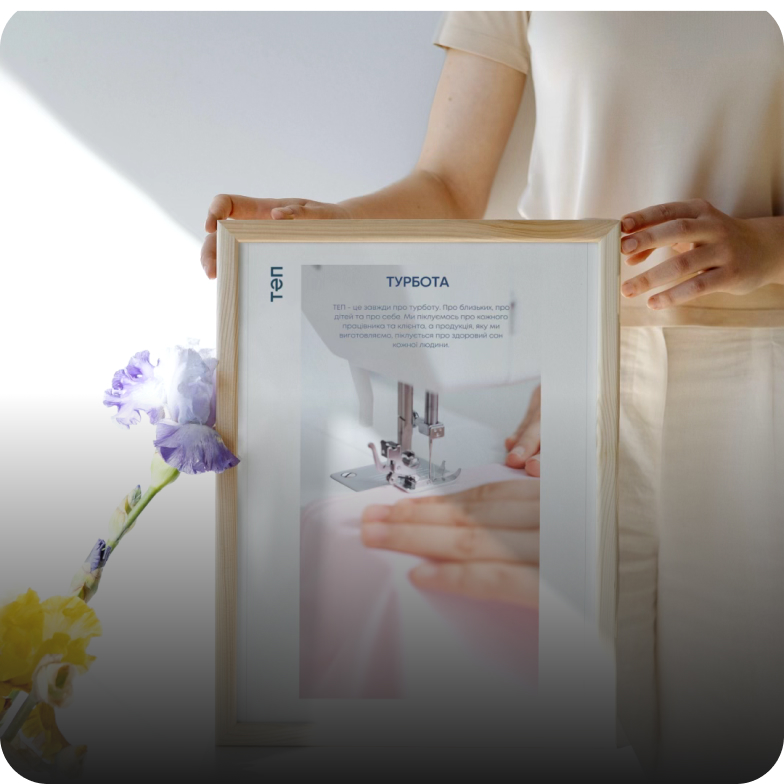 теп
ТУРБОТА
ТЕП - це завжди про турботу. Про близьких, про
дітей та про себе. Ми піклуємось про кожного
працівника та клієнта, а продукція, яку ми
виготовляємо, піклується про здоровий сон
кожної людини.